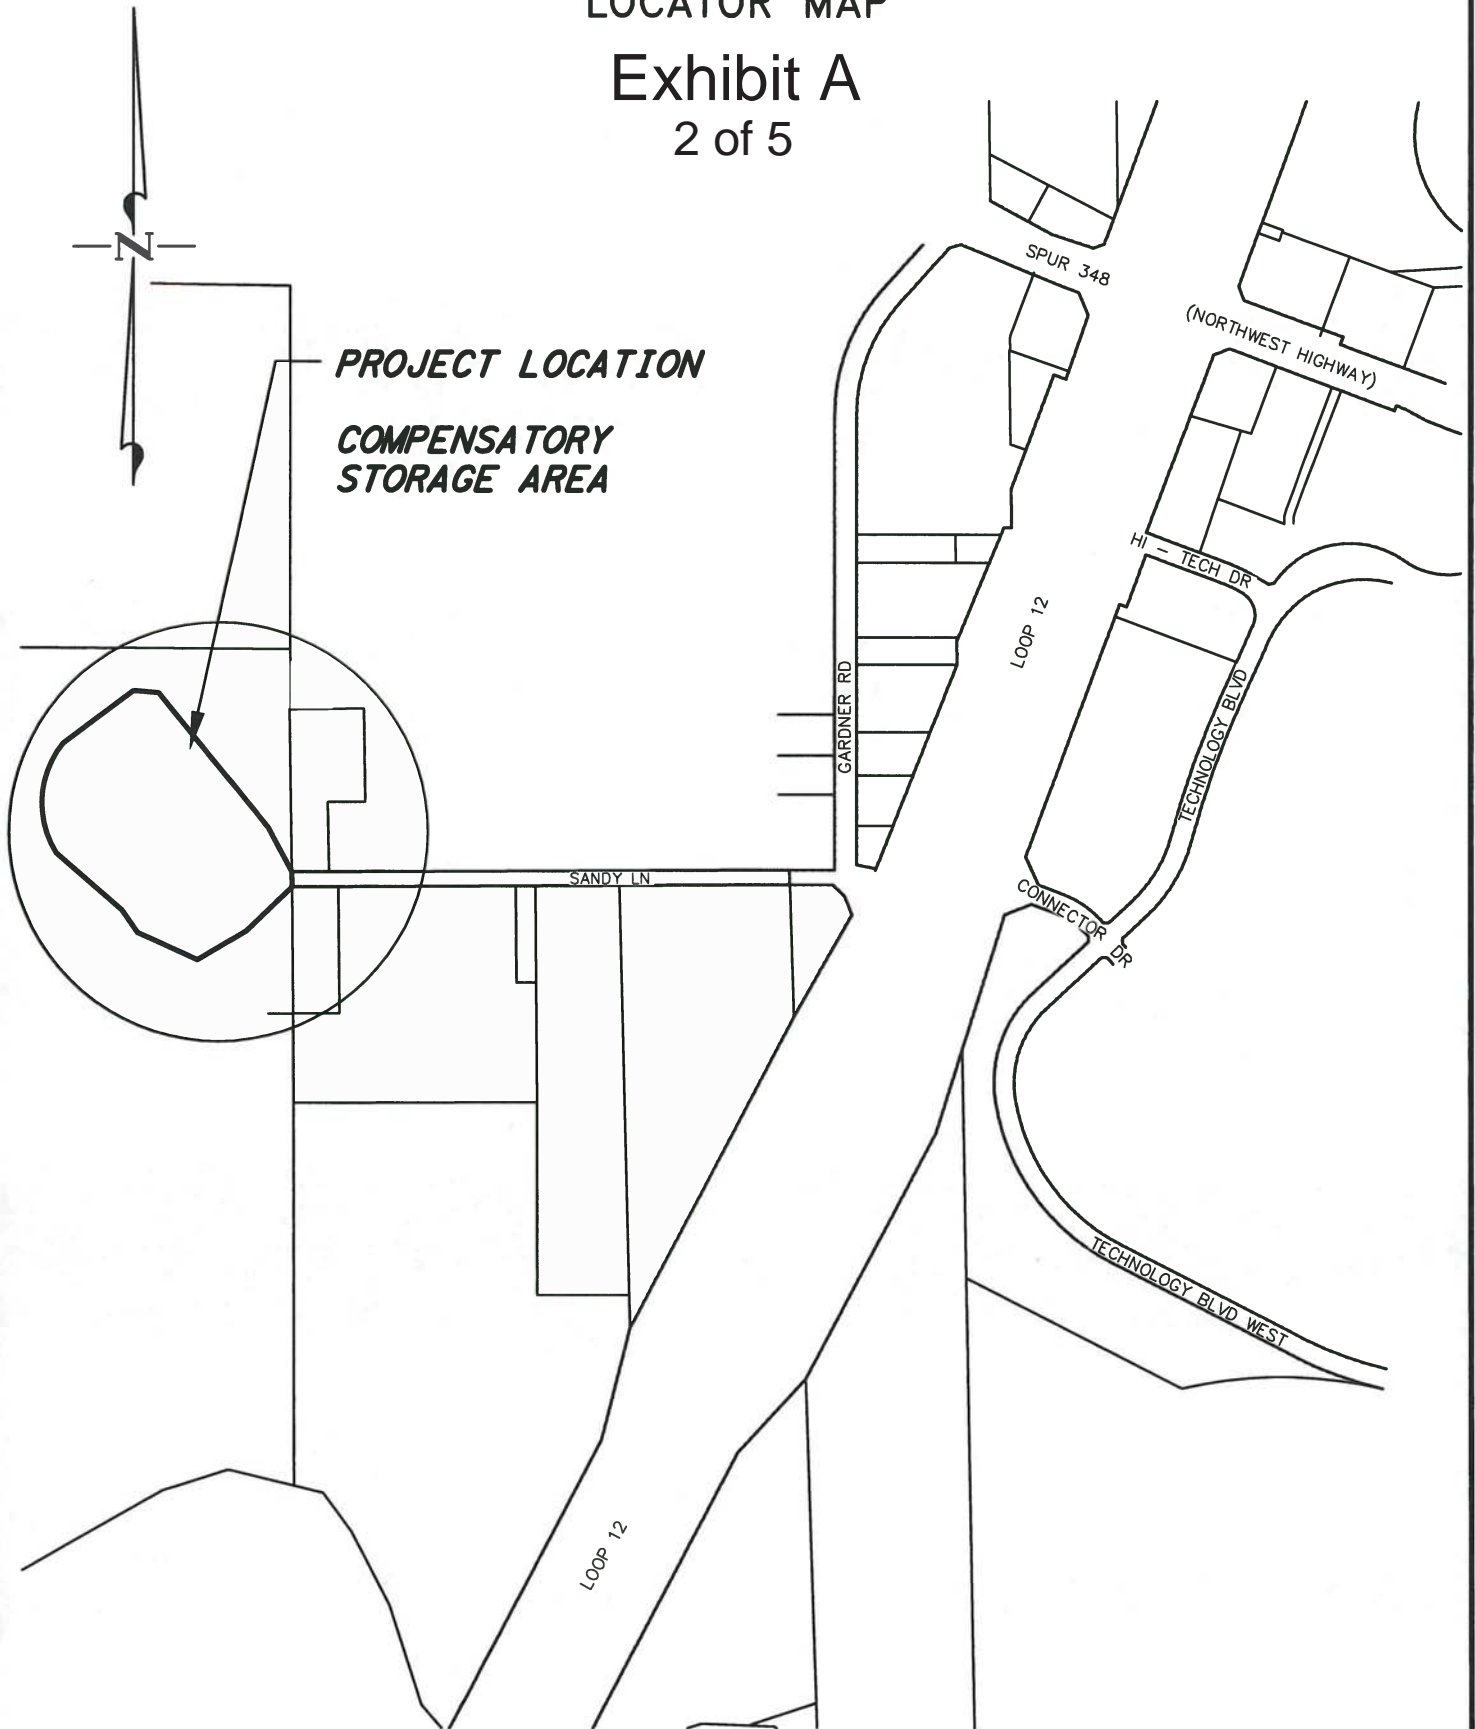 LOCATOR MAP
Exhibit A
2 of 5
N
SPUR 348
(NORTHWEST HIGHWAY)
PROJECT LOCATION
COMPENSATORY
STORAGE AREA
HI - TECH DR
LOOP 12
GARDNER RD
TECHNOLOGY BLVD
SANDY LN
CONNECTOR DR
TECHNOLOGY BLVD WEST
LOOP 12